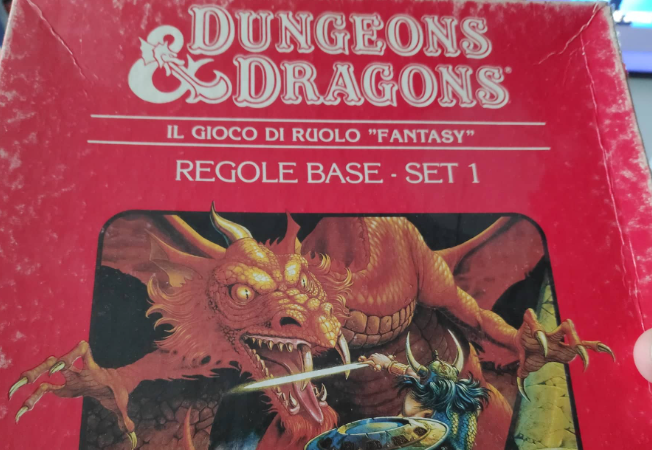 DUNGEONS
& DRAGONS®
IL GIOCO DI RUOLO "FANTASY"
REGOLE BASE - SET 1